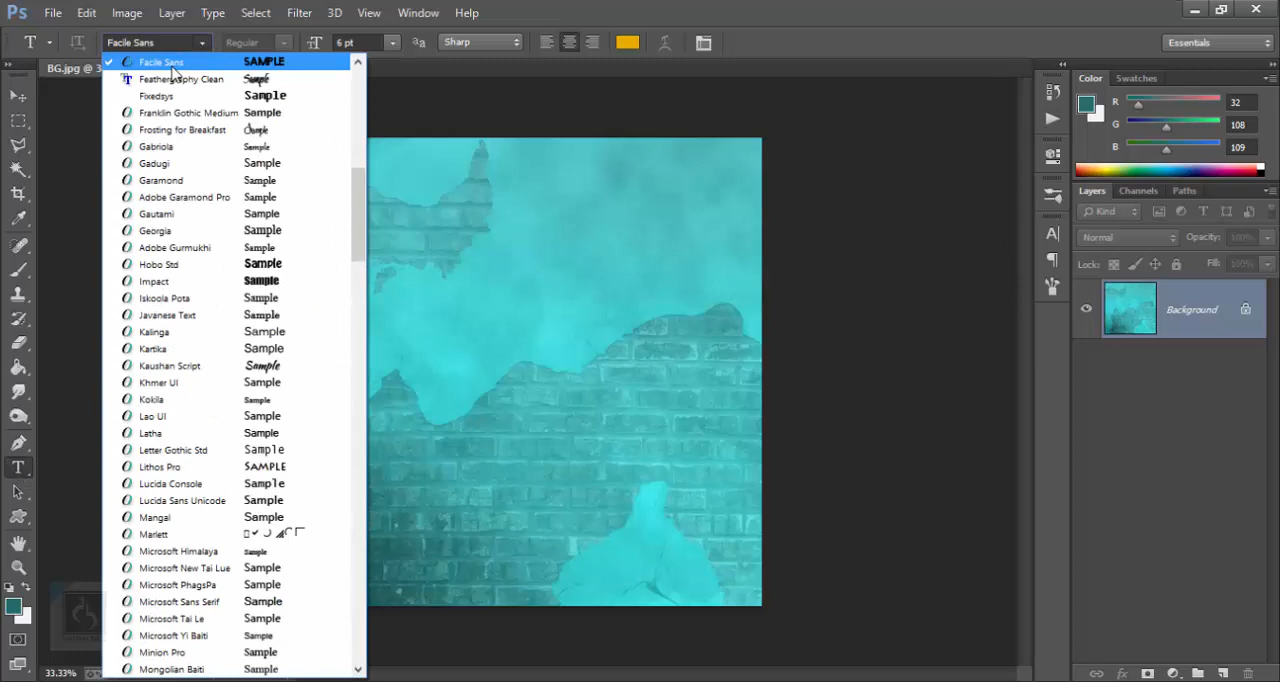 Ps File Edit Image Layer Type Select Filter 3D View Window Help
T Facile Sans Regular 6 pt Sharp Essentials
BG.jpg @ 3
Facile Sans SAMPLE
Featherography Clean Sample
Fixedsys Sample
Franklin Gothic Medium Sample
Frosting for Breakfast Sample
Gabriola Sample
Gadugi Sample
Garamond Sample
Adobe Garamond Pro Sample
Gautami Sample
Georgia Sample
Adobe Gurmukhi Sample
Hobo Std Sample
Impact Sample
Iskoola Pota Sample
Javanese Text Sample
Kalinga Sample
Kartika Sample
Kaushan Script Sample
Khmer UI Sample
Kokila Sample
Lao UI Sample
Latha Sample
Letter Gothic Std Sample
Lithos Pro SAMPLE
Lucida Console Sample
Lucida Sans Unicode Sample
Mangal Sample
Marlett
Microsoft Himalaya Sample
Microsoft New Tai Lue Sample
Microsoft PhagsPa Sample
Microsoft Sans Serif Sample
Microsoft Tai Le Sample
Microsoft Yi Baiti Sample
Minion Pro Sample
Mongolian Baiti Sample
Color Swatches
R 32
G 108
B 109
Layers Channels Paths
Kind
Normal Opacity: 100%
Lock: Fill: 100%
Background
33.33%